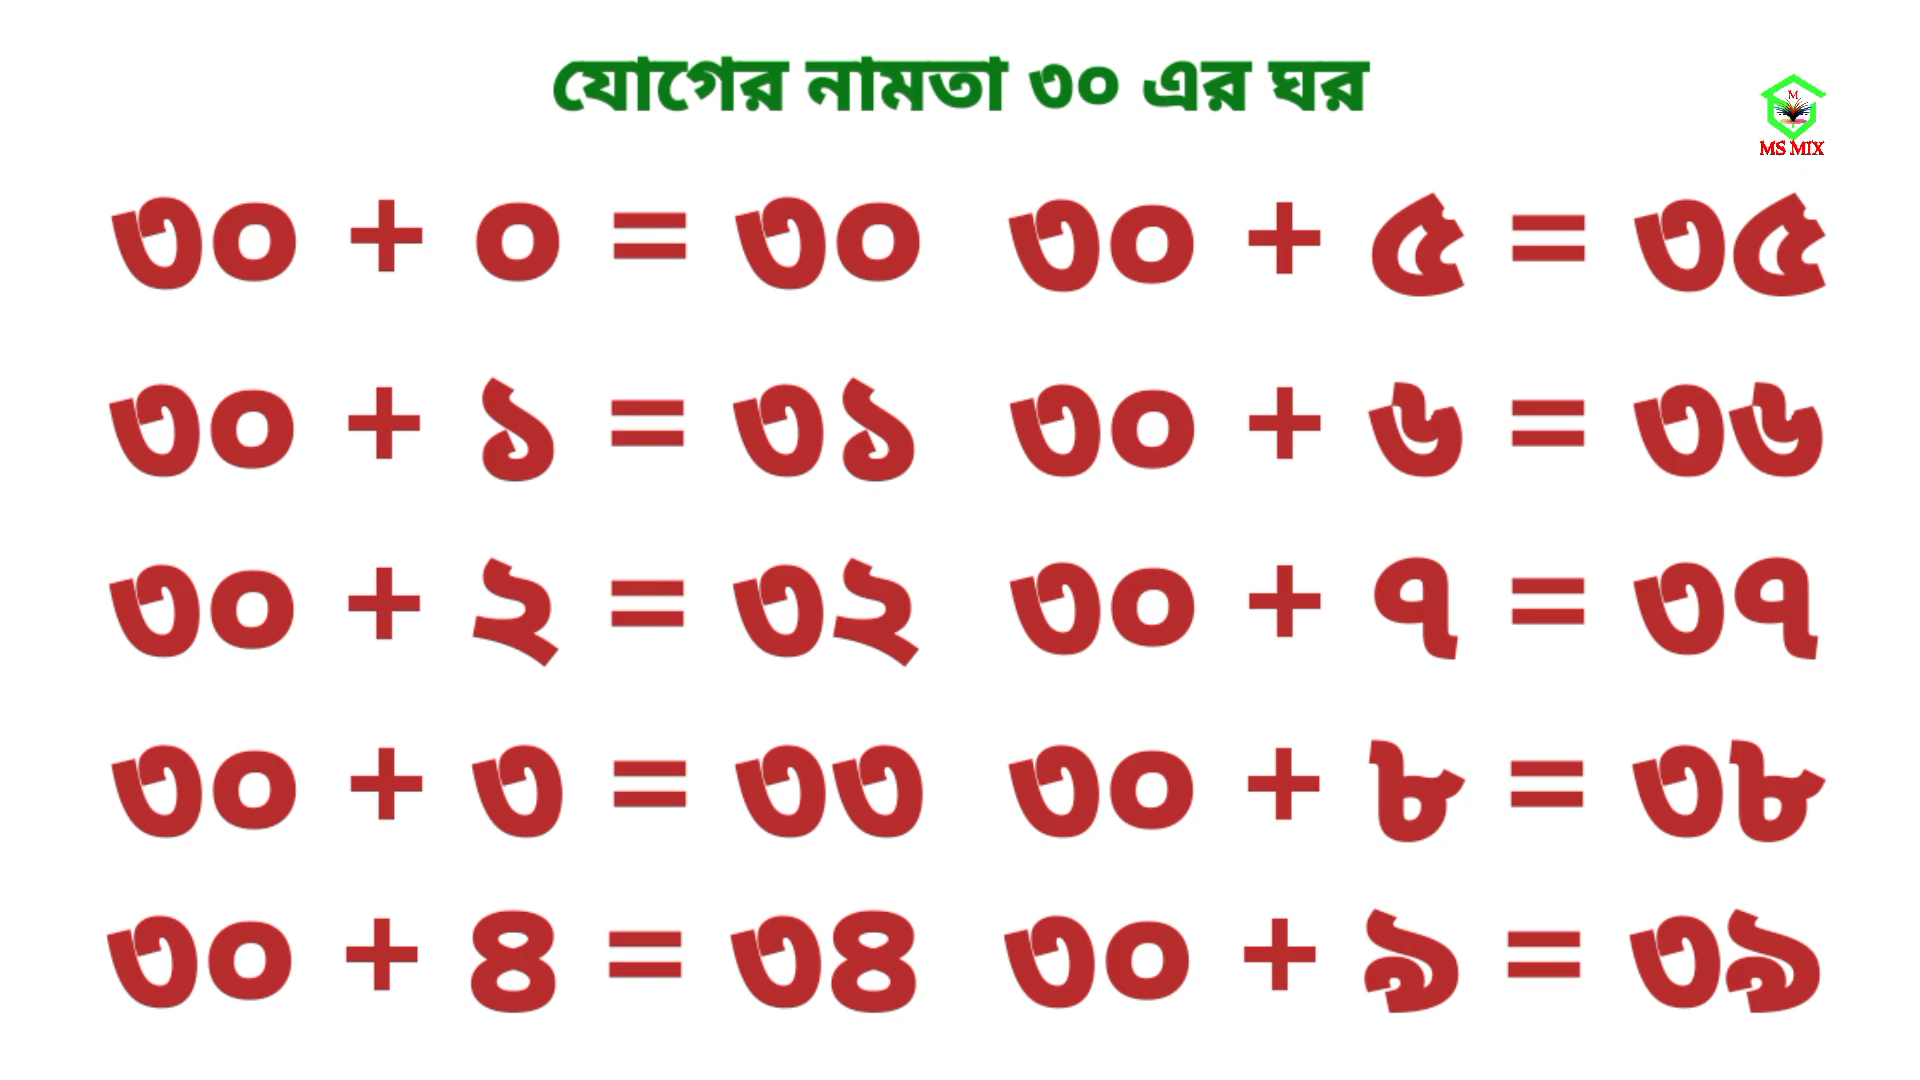 যোগের নামতা ৩০ এর ঘর
M
MS MIX
৩০ + ০ = ৩০
৩০ + ১ = ৩১
৩০ + ২ = ৩২
৩০ + ৩ = ৩৩
৩০ + ৪ = ৩৪
৩০ + ৫ = ৩৫
৩০ + ৬ = ৩৬
৩০ + ৭ = ৩৭
৩০ + ৮ = ৩৮
৩০ + ৯ = ৩৯